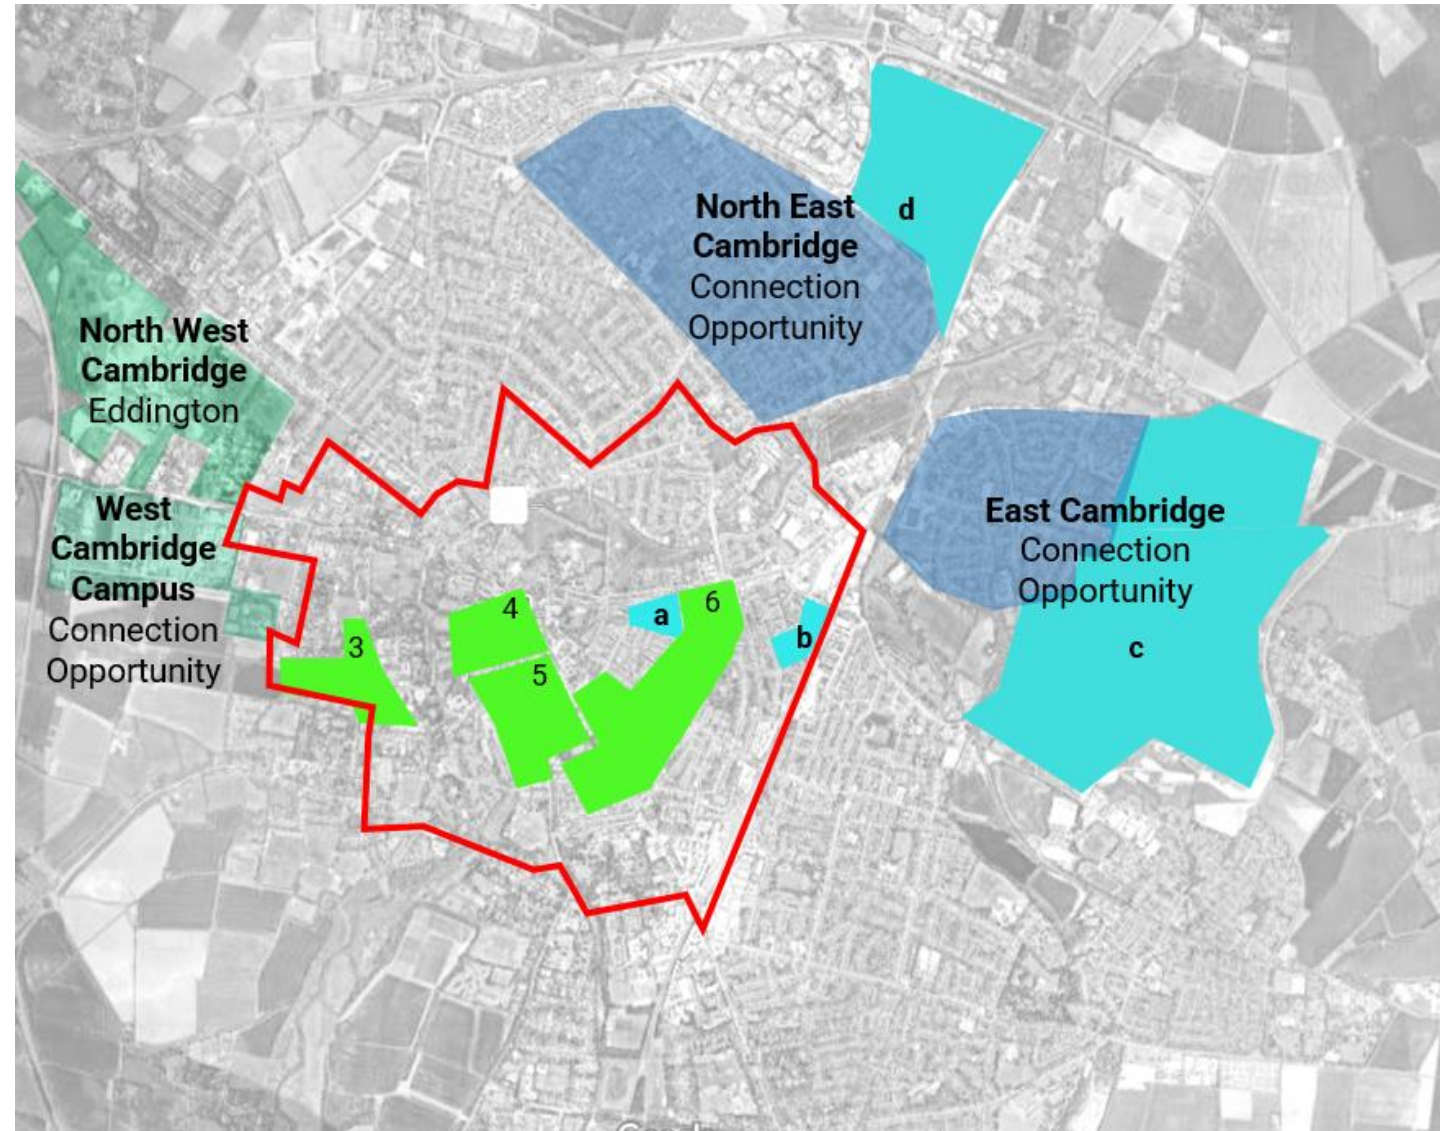 North East
Cambridge
Connection
Opportunity
d
North West
Cambridge
Eddington
West
Cambridge
Campus
Connection
Opportunity
East Cambridge
Connection
Opportunity
c
3
4
5
6
a
b